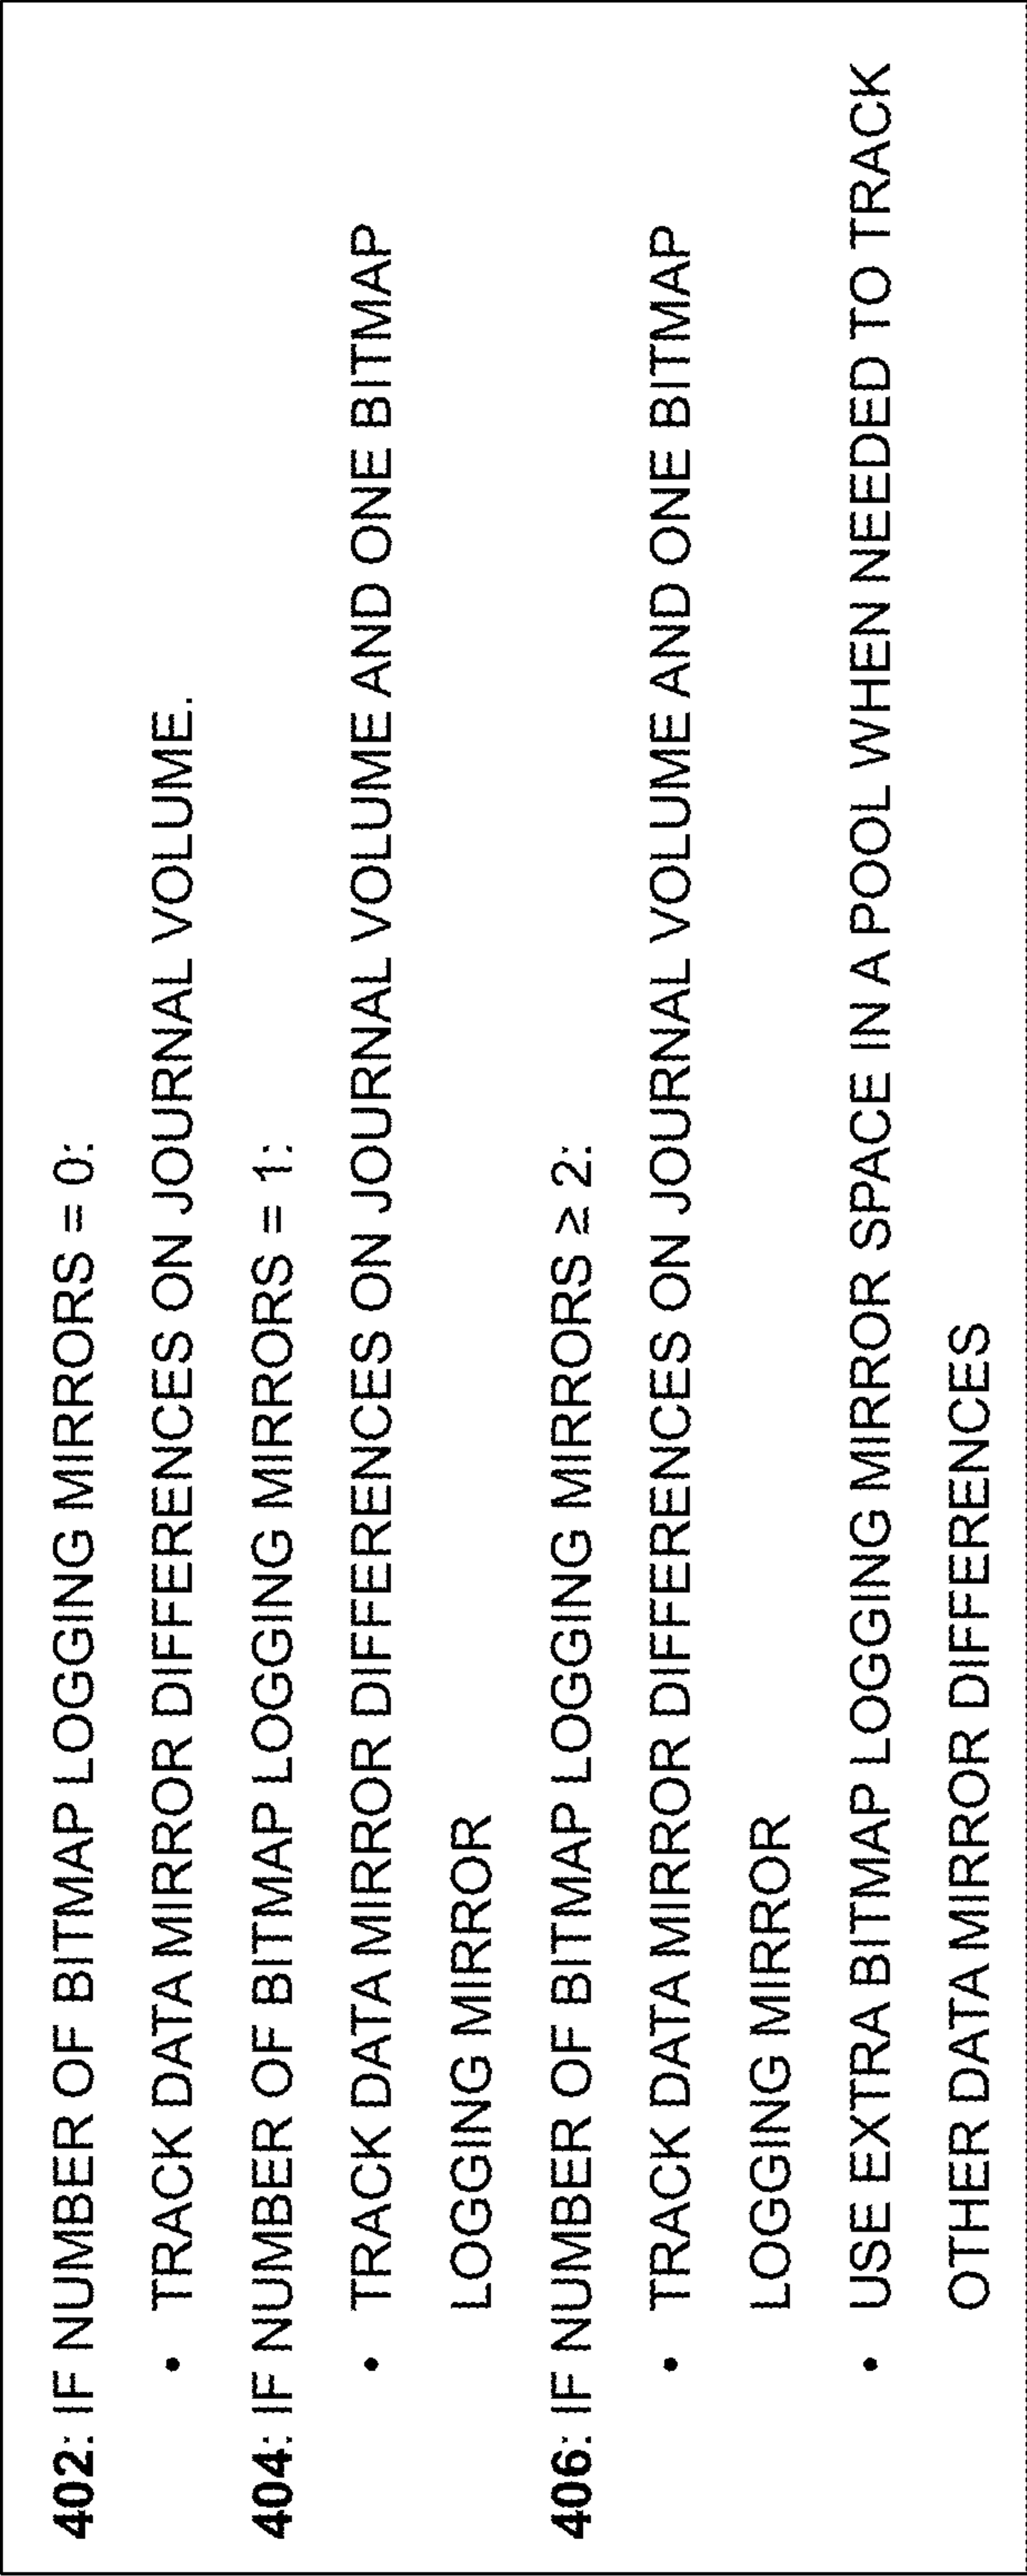 402: IF NUMBER OF BITMAP LOGGING MIRRORS = 0:
• TRACK DATA MIRROR DIFFERENCES ON JOURNAL VOLUME.
404: IF NUMBER OF BITMAP LOGGING MIRRORS = 1:
• TRACK DATA MIRROR DIFFERENCES ON JOURNAL VOLUME AND ONE BITMAP
LOGGING MIRROR
406: IF NUMBER OF BITMAP LOGGING MIRRORS ≥ 2:
• TRACK DATA MIRROR DIFFERENCES ON JOURNAL VOLUME AND ONE BITMAP
LOGGING MIRROR
• USE EXTRA BITMAP LOGGING MIRROR SPACE IN A POOL WHEN NEEDED TO TRACK
OTHER DATA MIRROR DIFFERENCES